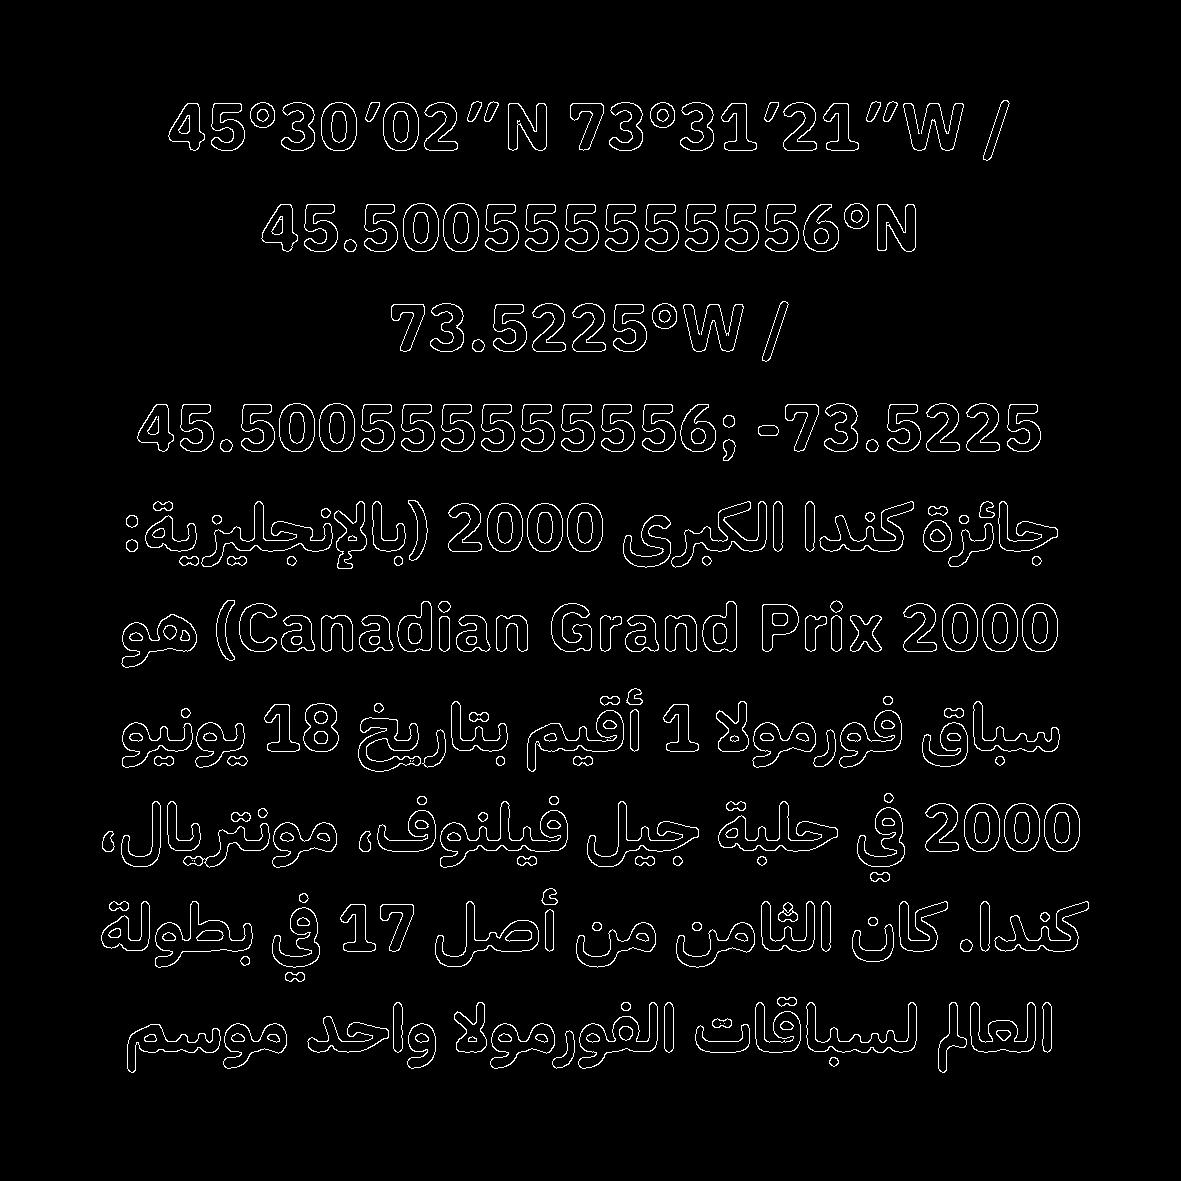 45°30′02″N 73°31′21″W /
45.500555555555556°N
73.5225°W /
45.500555555555556; -73.5225
جائزة كندا الكبرى 2000 (بالإنجليزية:
Canadian Grand Prix 2000) هو
سباق فورمولا 1 أقيم بتاريخ 18 يونيو
2000 في حلبة جيل فيلنوف، مونتريال،
كندا. كان الثامن من أصل 17 في بطولة
العالم لسباقات الفورمولا واحد موسم